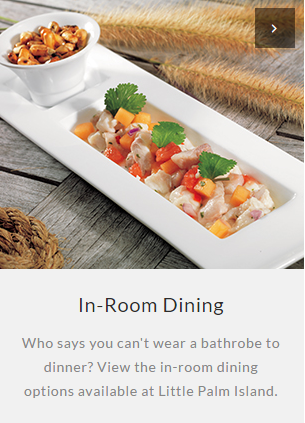 In-Room Dining
Who says you can't wear a bathrobe to
dinner? View the in-room dining
options available at Little Palm Island.